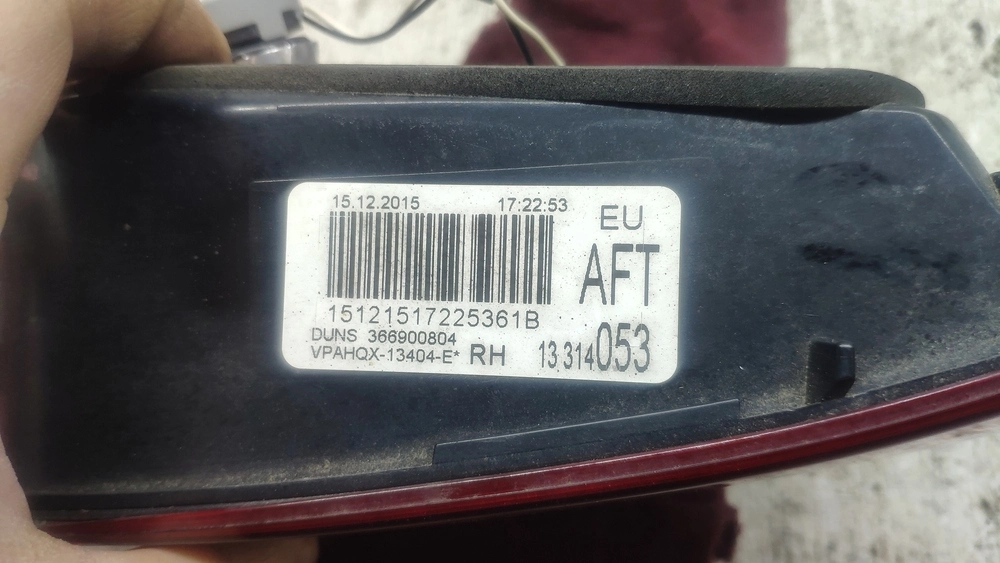 15.12.2015 17:22:53
EU
AFT
15121517225361B
DUNS 366900804
VPAHQX-13404-E* RH 13 314053